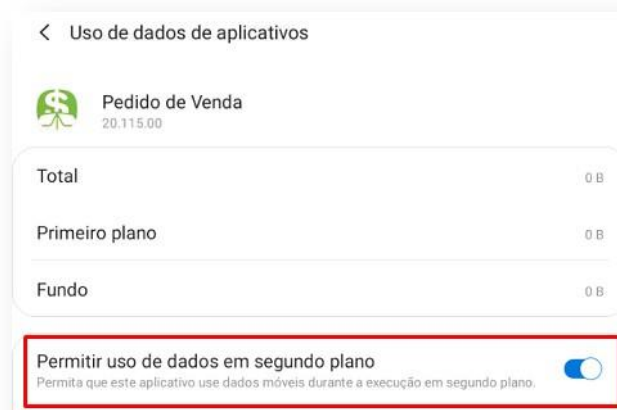 Uso de dados de aplicativos
Pedido de Venda
20.115.00
Total 0 B
Primeiro plano 0 B
Fundo 0 B
Permitir uso de dados em segundo plano
Permita que este aplicativo use dados móveis durante a execução em segundo plano.